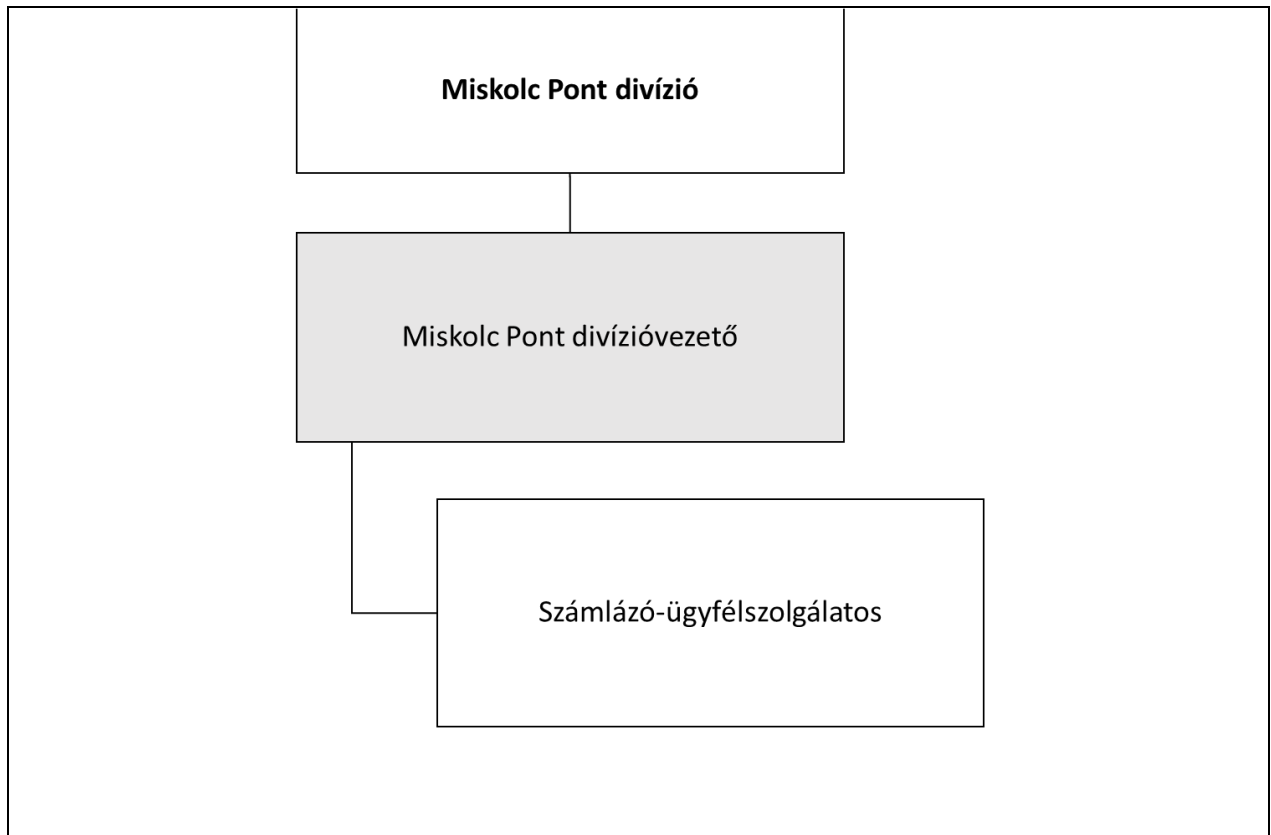 Miskolc Pont divízió
Miskolc Pont divízióvezető
Számlázó-ügyfélszolgálatos